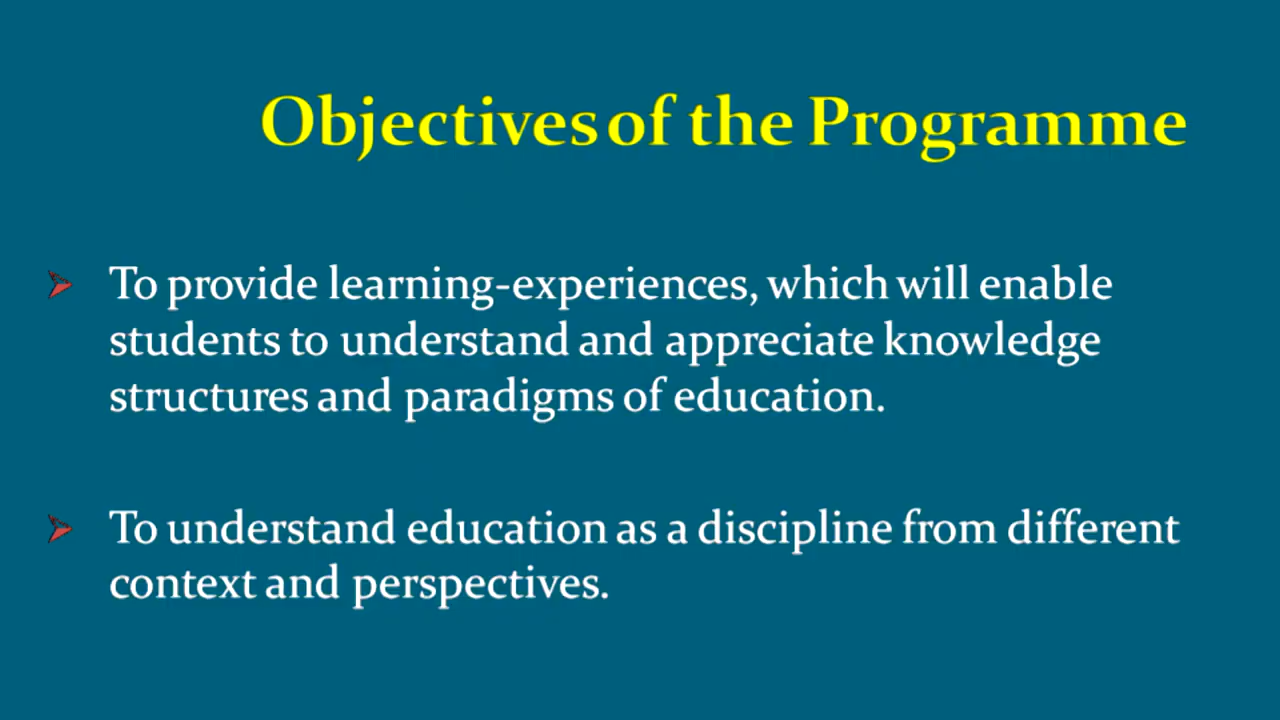 Objectives of the Programme
To provide learning-experiences, which will enable
students to understand and appreciate knowledge
structures and paradigms of education.
To understand education as a discipline from different
context and perspectives.